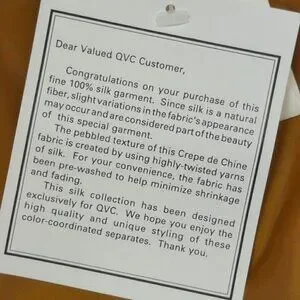 Dear Valued QVC Customer,
Congratulations on your purchase of this
fine 100% silk garment. Since silk is a natural
fiber, slight variations in the fabric's appearance
may occur and are considered part of the beauty
of this special garment.
The pebbled texture of this Crepe de Chine
fabric is created by using highly-twisted yarns
of silk. For your convenience, the fabric has
been pre-washed to help minimize shrinkage
and fading.
This silk collection has been designed
exclusively for QVC. We hope you enjoy the
high quality and unique styling of these
color-coordinated separates. Thank you.